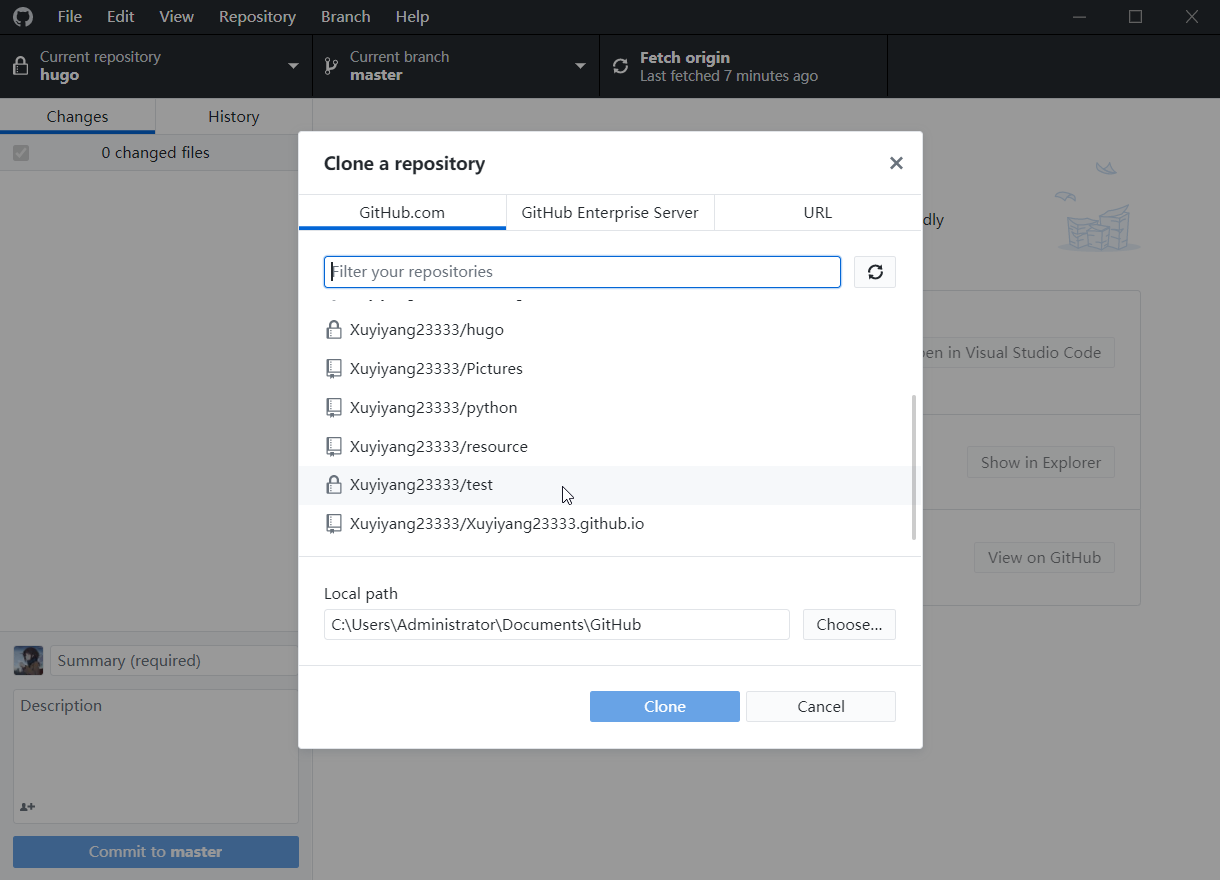 File Edit View Repository Branch Help
Current repository
hugo
Current branch
master
Fetch origin
Last fetched 7 minutes ago
Changes History
0 changed files
Clone a repository
GitHub.com GitHub Enterprise Server URL
Filter your repositories
Xuyiyang23333/hugo
Xuyiyang23333/Pictures
Xuyiyang23333/python
Xuyiyang23333/resource
Xuyiyang23333/test
Xuyiyang23333/Xuyiyang23333.github.io
Local path
C:\Users\Administrator\Documents\GitHub Choose...
Clone Cancel
dly
en in Visual Studio Code
Show in Explorer
View on GitHub
Summary (required)
Description
Commit to master